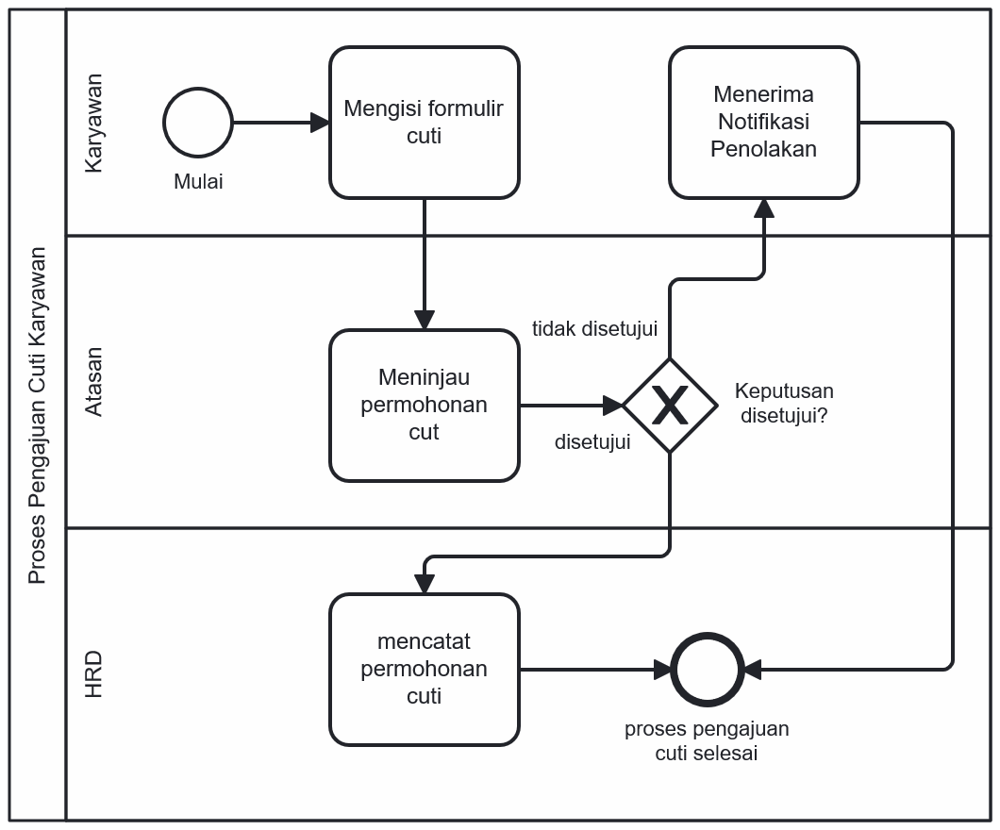 Proses Pengajuan Cuti Karyawan
Karyawan
Mulai
Mengisi formulir
cuti
Menerima
Notifikasi
Penolakan
Atasan
Meninjau
permohonan
cut
tidak disetujui
disetujui
X
Keputusan
disetujui?
HRD
mencatat
permohonan
cuti
proses pengajuan
cuti selesai